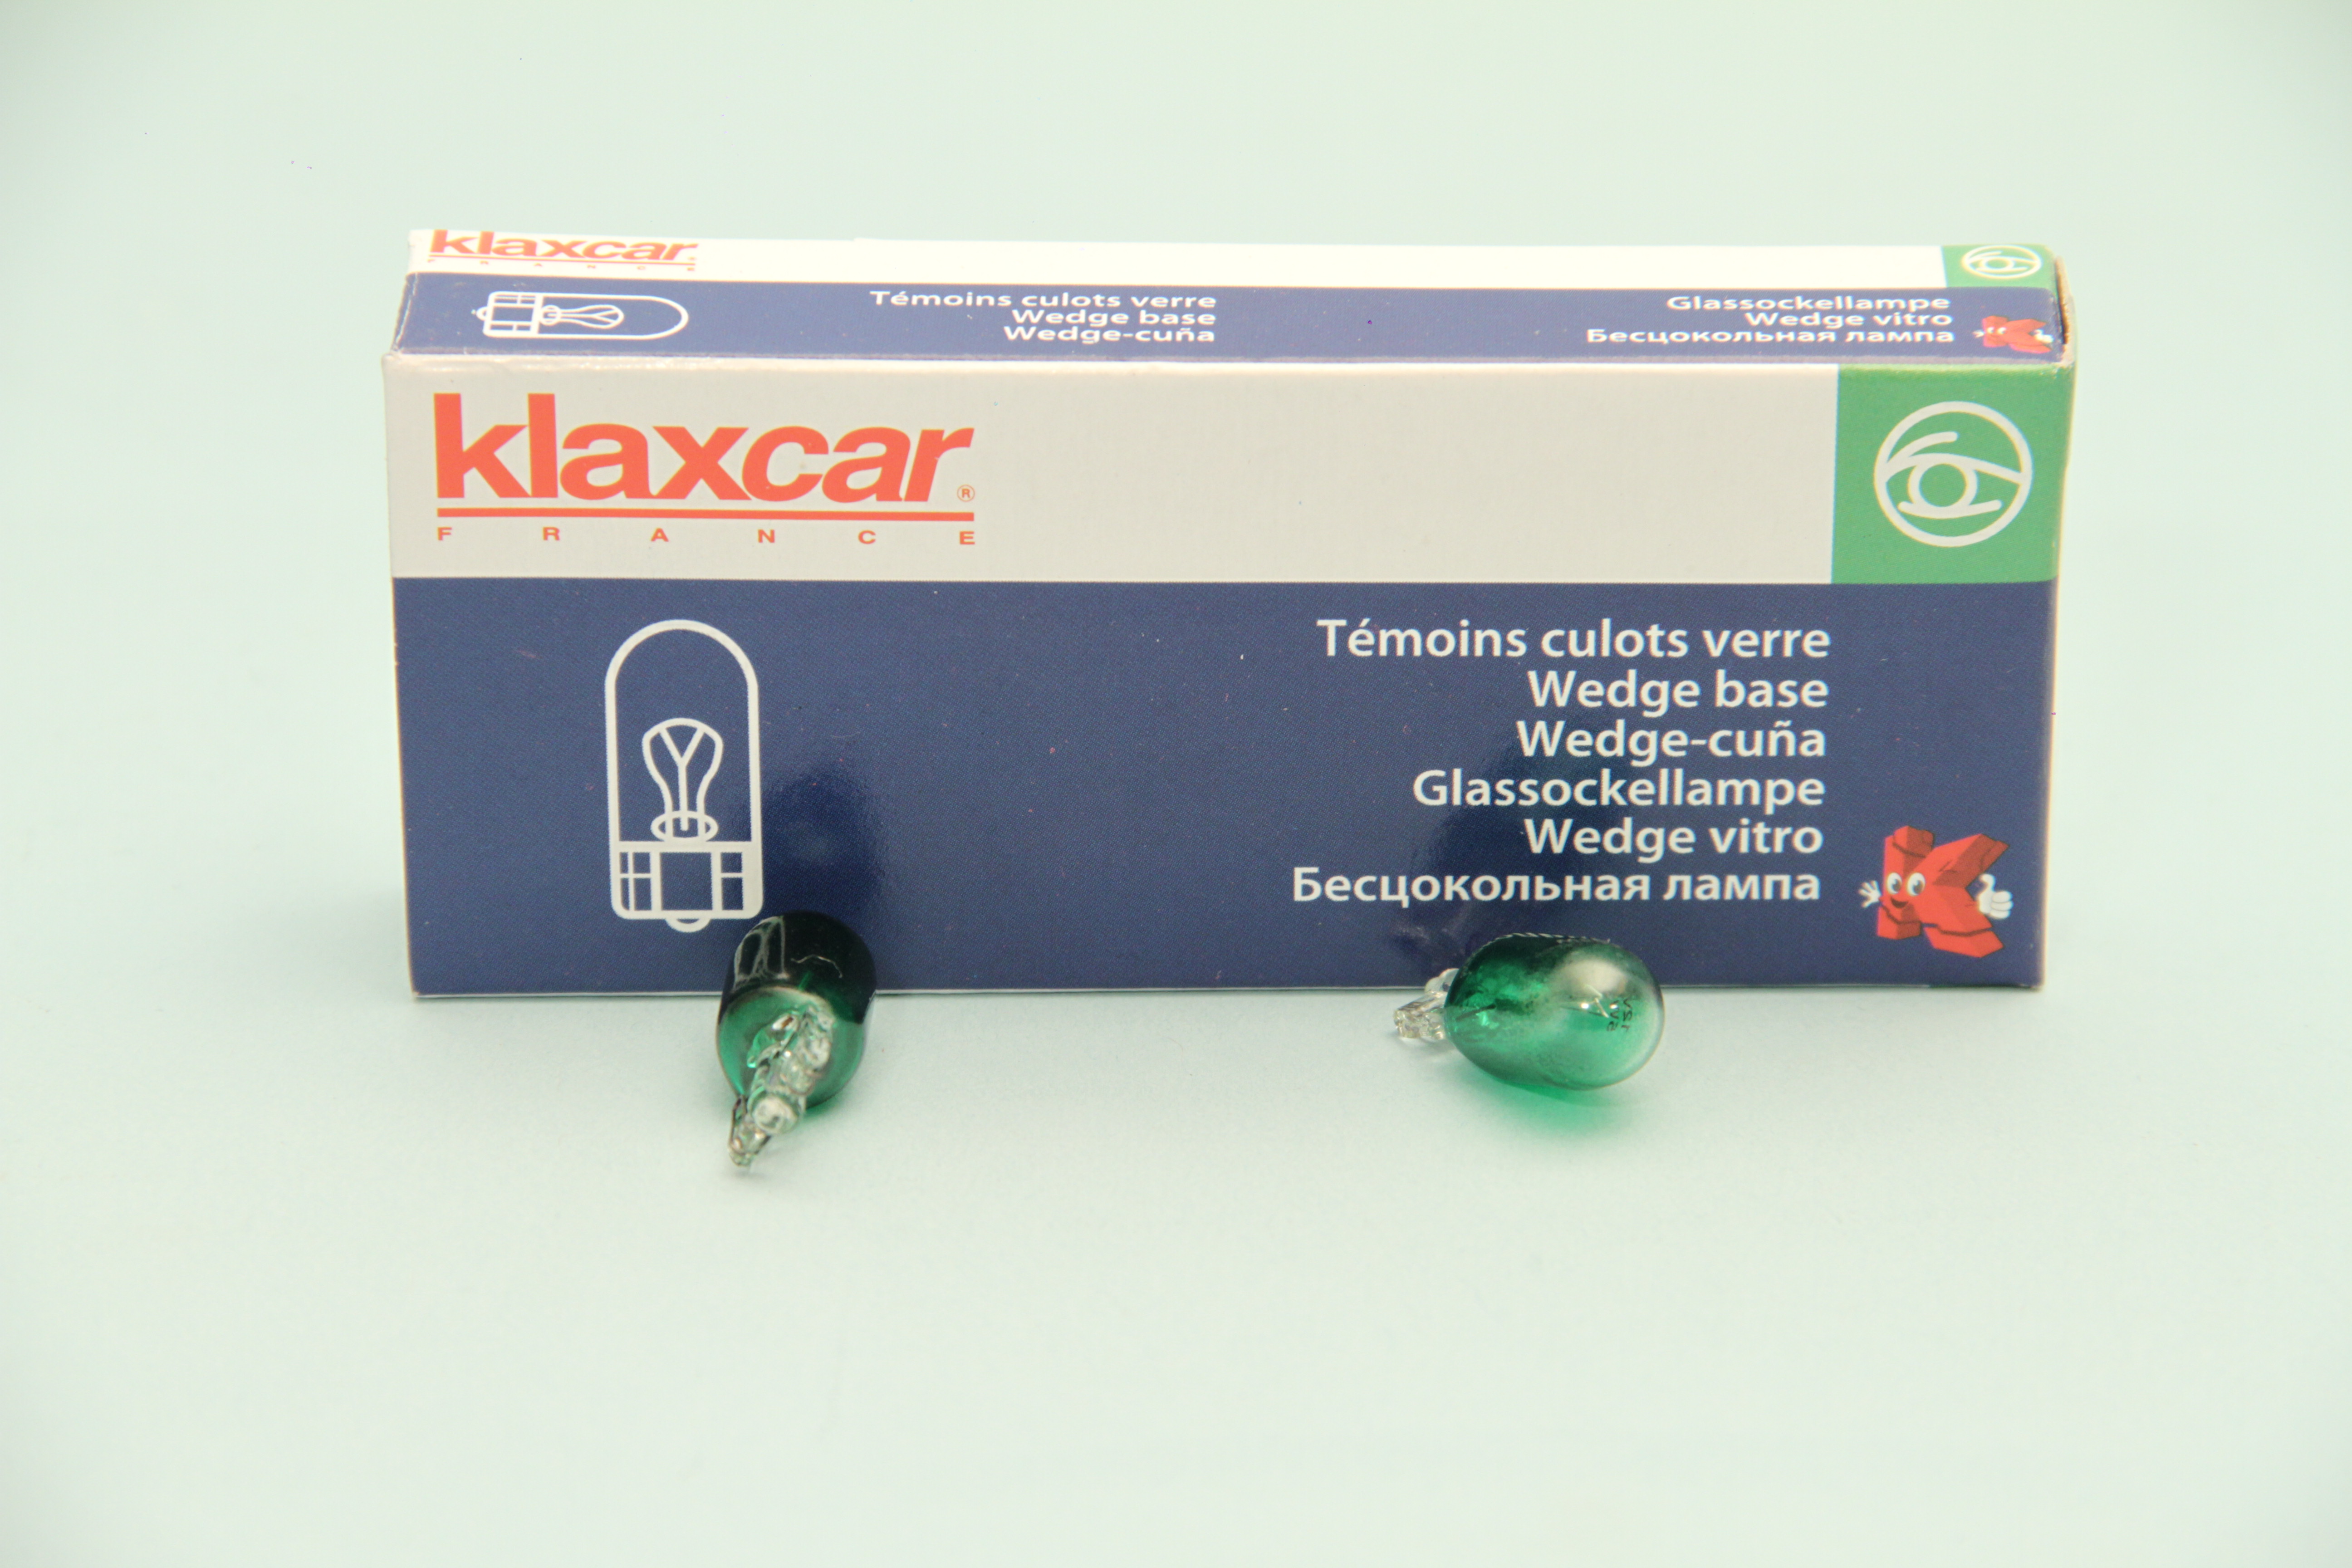 klaxcar
FRANCE
Témoins culots verre
Wedge base
Wedge-cuña
Glassockellampe
Wedge vitro
Бесцокольная лампа
klaxcar®
FRANCE
Témoins culots verre
Wedge base
Wedge-cuña
Glassockellampe
Wedge vitro
Бесцокольная лампа